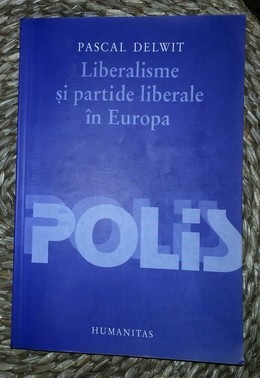 PASCAL DELWIT
Liberalisme
și partide liberale
în Europa
POLIS
HUMANITAS